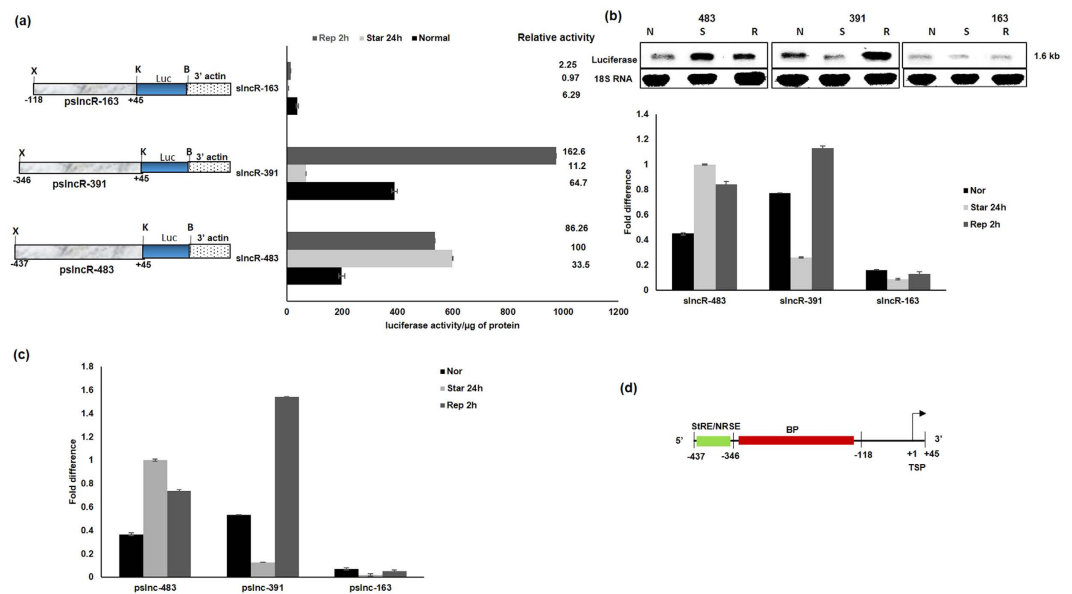 (a)
Rep 2h Star 24h Normal
Relative activity
X K Luc B 3' actin
-118 pslncR-163 +45
slncR-163
2.25
0.97
6.29
X K Luc B 3' actin
-346 pslncR-391 +45
slncR-391
162.6
11.2
64.7
X K Luc B 3' actin
-437 pslncR-483 +45
slncR-483
86.26
100
33.5
0 200 400 600 800 1000 1200
luciferase activity/µg of protein
(b)
483 391 163
N S R N S R N S R
Luciferase 1.6 kb
18S RNA
Fold difference
1.4
1.2
1
0.8
0.6
0.4
0.2
0
slncR-483 slncR-391 slncR-163
Nor
Star 24h
Rep 2h
(c)
Fold difference
1.8
1.6
1.4
1.2
1
0.8
0.6
0.4
0.2
0
pslnc-483 pslnc-391 pslnc-163
Nor
Star 24h
Rep 2h
(d)
StRE/NRSE BP
5' 3'
-437 -346 -118 +1 +45
TSP